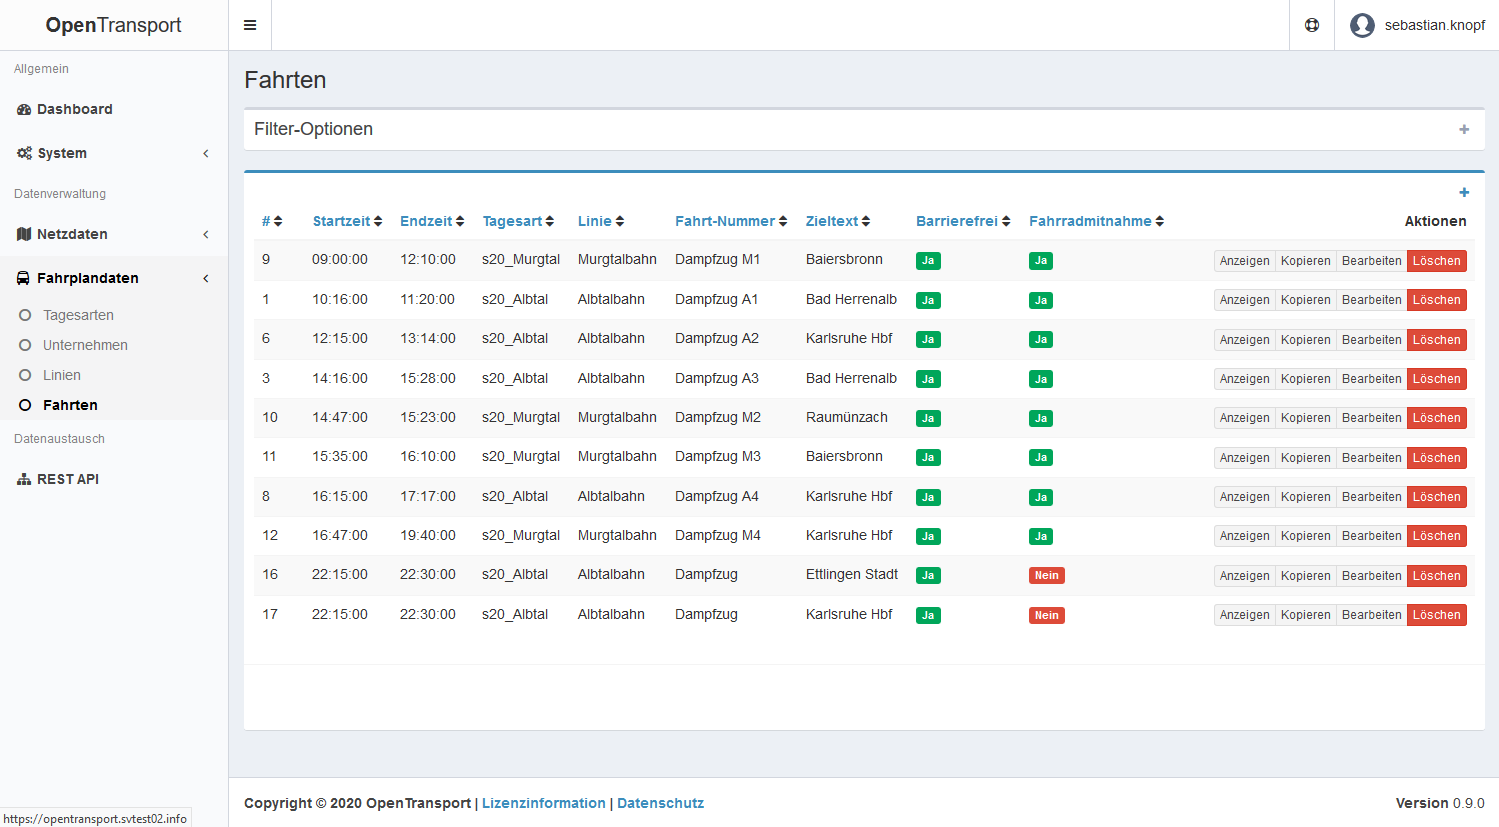 OpenTransport
sebastian.knopf
Allgemein
Dashboard
System
Datenverwaltung
Netzdaten
Fahrplandaten
Tagesarten
Unternehmen
Linien
Fahrten
Datenaustausch
REST API
Fahrten
Filter-Optionen
# Startzeit Endzeit Tagesart Linie Fahrt-Nummer Zieltext Barrierefrei Fahrradmitnahme Aktionen
9 09:00:00 12:10:00 s20_Murgtal Murgtalbahn Dampfzug M1 Baiersbronn Ja Ja Anzeigen Kopieren Bearbeiten Löschen
1 10:16:00 11:20:00 s20_Albtal Albtalbahn Dampfzug A1 Bad Herrenalb Ja Ja Anzeigen Kopieren Bearbeiten Löschen
6 12:15:00 13:14:00 s20_Albtal Albtalbahn Dampfzug A2 Karlsruhe Hbf Ja Ja Anzeigen Kopieren Bearbeiten Löschen
3 14:16:00 15:28:00 s20_Albtal Albtalbahn Dampfzug A3 Bad Herrenalb Ja Ja Anzeigen Kopieren Bearbeiten Löschen
10 14:47:00 15:23:00 s20_Murgtal Murgtalbahn Dampfzug M2 Raumünzach Ja Ja Anzeigen Kopieren Bearbeiten Löschen
11 15:35:00 16:10:00 s20_Murgtal Murgtalbahn Dampfzug M3 Baiersbronn Ja Ja Anzeigen Kopieren Bearbeiten Löschen
8 16:15:00 17:17:00 s20_Albtal Albtalbahn Dampfzug A4 Karlsruhe Hbf Ja Ja Anzeigen Kopieren Bearbeiten Löschen
12 16:47:00 19:40:00 s20_Murgtal Murgtalbahn Dampfzug M4 Karlsruhe Hbf Ja Ja Anzeigen Kopieren Bearbeiten Löschen
16 22:15:00 22:30:00 s20_Albtal Albtalbahn Dampfzug Ettlingen Stadt Ja Nein Anzeigen Kopieren Bearbeiten Löschen
17 22:15:00 22:30:00 s20_Albtal Albtalbahn Dampfzug Karlsruhe Hbf Ja Nein Anzeigen Kopieren Bearbeiten Löschen
Copyright © 2020 OpenTransport | Lizenzinformation | Datenschutz
Version 0.9.0
https://opentransport.svtest02.info